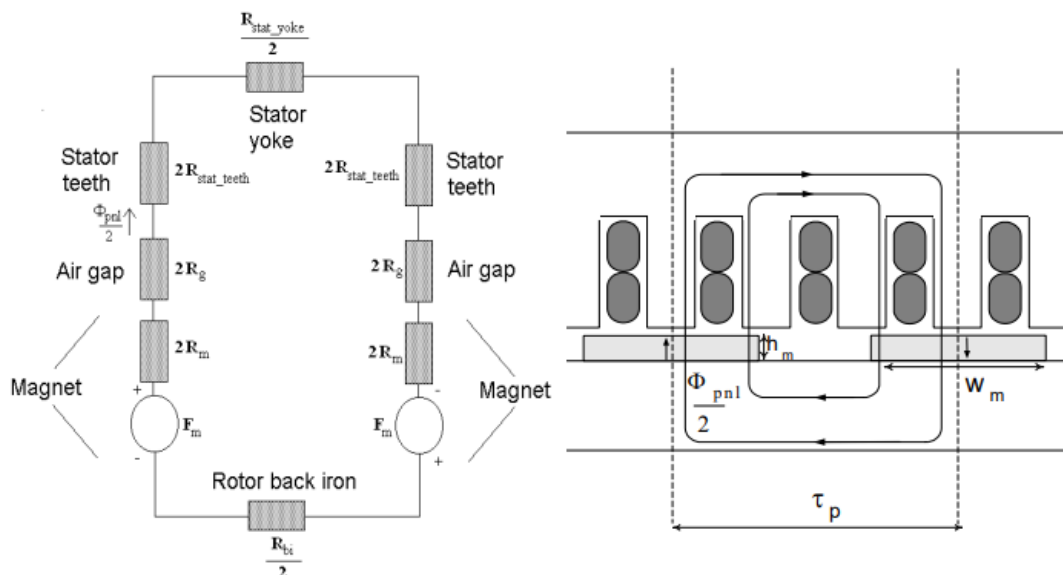 R_stat_yoke
2
Stator
yoke
Stator
teeth
2R_stat_teeth
2R_stat_teeth
Stator
teeth
Φ_pnl
2
Air gap
2R_g
2R_g
Air gap
2R_m
2R_m
Magnet
Magnet
+
-
F_m
F_m
-
+
Rotor back iron
R_bi
2
h_m
Φ_pnl
2
w_m
τ_p